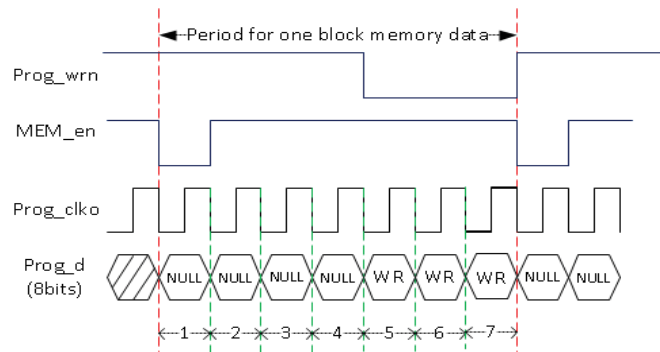 Period for one block memory data
Prog_wrn
MEM_en
Prog_clko
Prog_d
(8bits)
NULL NULL NULL NULL WR WR WR NULL NULL
1 2 3 4 5 6 7